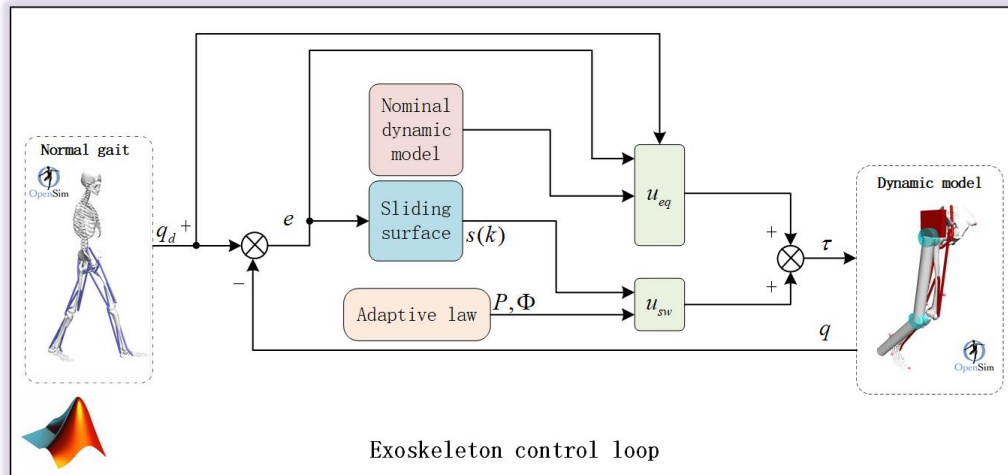 Normal gait
OpenSim
q_d
+
−
e
Nominal
dynamic
model
Sliding
surface
s(k)
Adaptive law
P, Φ
u_eq
u_sw
+
+
τ
q
Dynamic model
OpenSim
Exoskeleton control loop